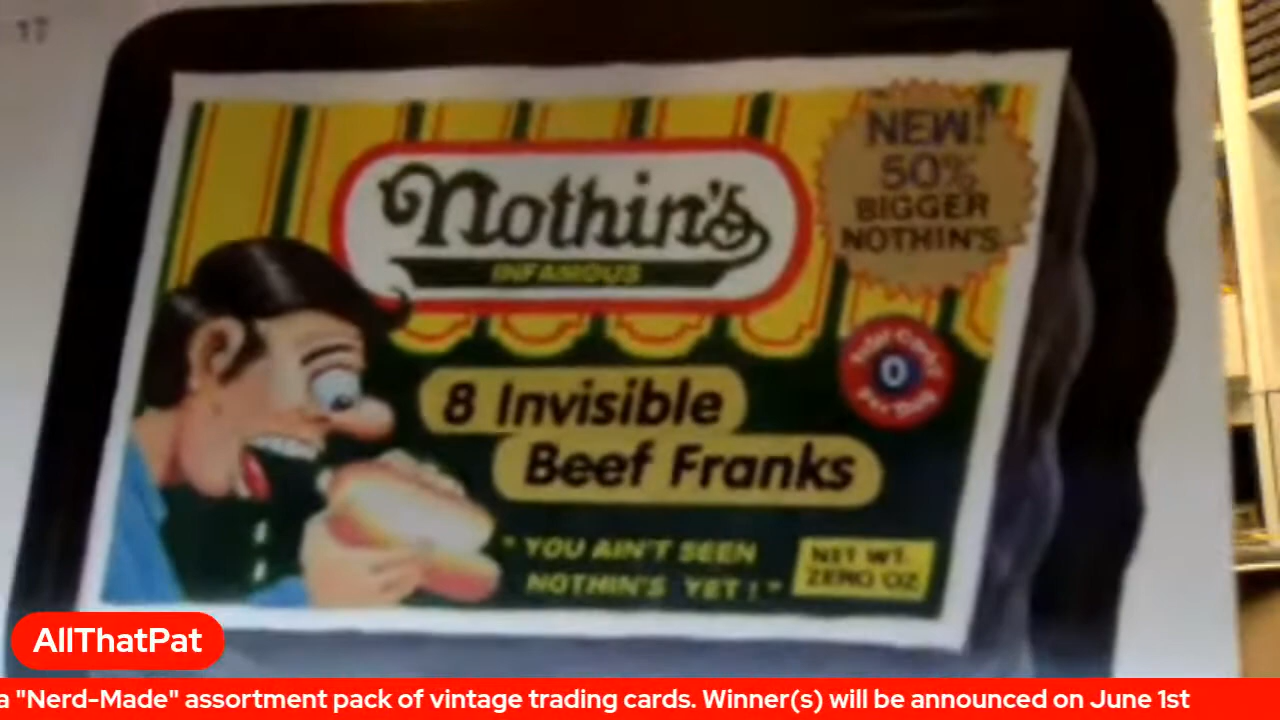 17
Nothin's
INFAMOUS
NEW!
50%
BIGGER
NOTHIN'S
0
8 Invisible
Beef Franks
" YOU AIN'T SEEN
NOTHIN'S YET! "
NET WT.
ZERO OZ.
AllThatPat
a "Nerd-Made" assortment pack of vintage trading cards. Winner(s) will be announced on June 1st